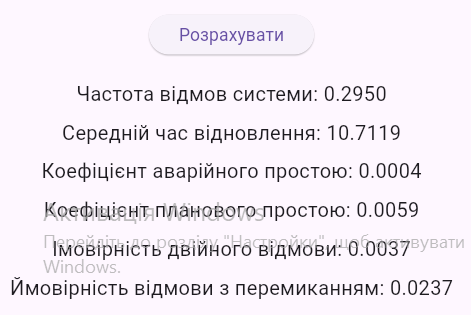 Розрахувати
Частота відмов системи: 0.2950
Середній час відновлення: 10.7119
Коефіцієнт аварійного простою: 0.0004
Коефіцієнт планового простою: 0.0059
Активація Windows
Перейдіть до розділу "Настройки", щоб активувати
Windows.
Імовірність двійного відмови: 0.0037
Ймовірність відмови з перемиканням: 0.0237